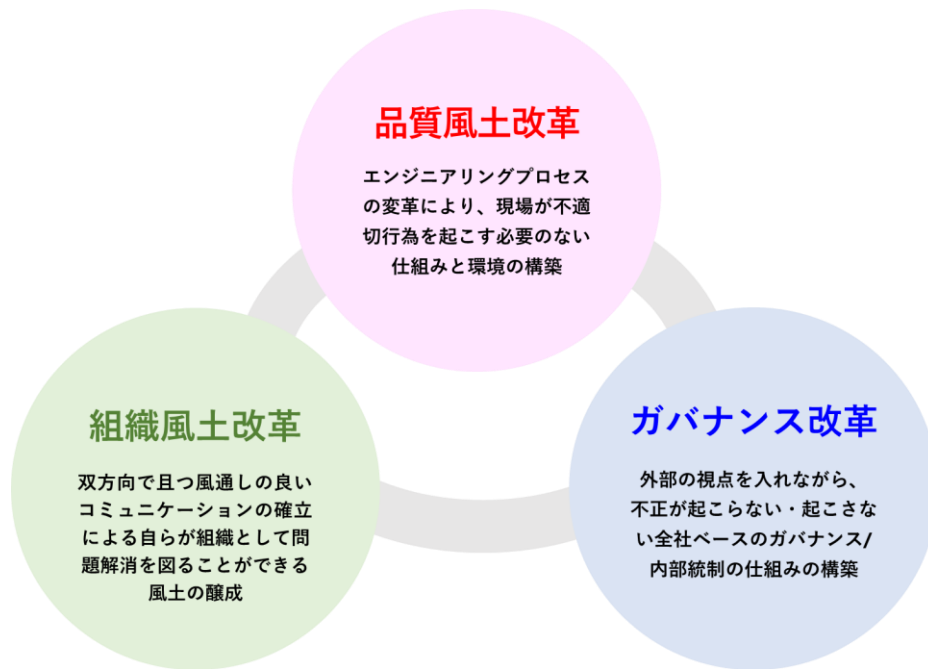 品質風土改革
エンジニアリングプロセス
の変革により、現場が不適
切行為を起こす必要のない
仕組みと環境の構築
組織風土改革
双方向で且つ風通しの良い
コミュニケーションの確立
による自らが組織として問
題解消を図ることができる
風土の醸成
ガバナンス改革
外部の視点を入れながら、
不正が起こらない・起こさな
い全社ベースのガバナンス/
内部統制の仕組みの構築